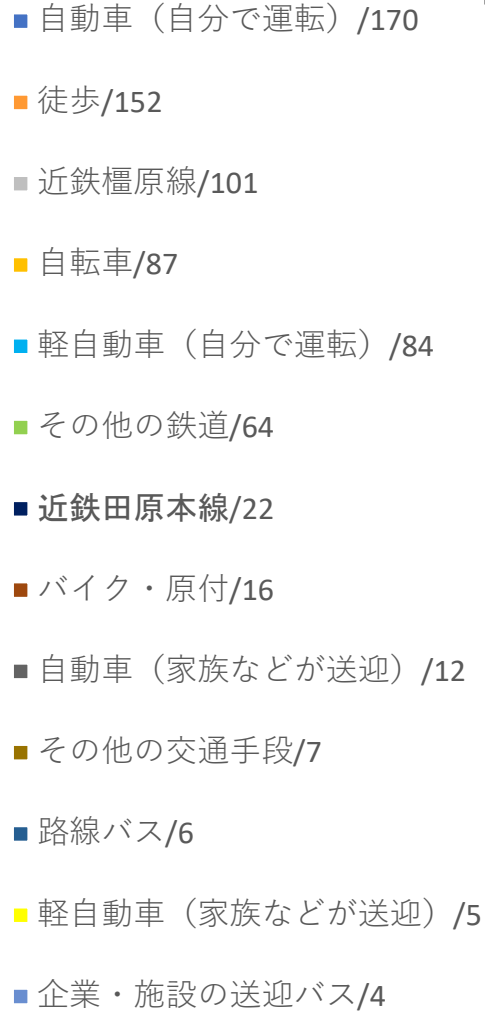 自動車（自分で運転）/170
徒歩/152
近鉄橿原線/101
自転車/87
軽自動車（自分で運転）/84
その他の鉄道/64
近鉄田原本線/22
バイク・原付/16
自動車（家族などが送迎）/12
その他の交通手段/7
路線バス/6
軽自動車（家族などが送迎）/5
企業・施設の送迎バス/4